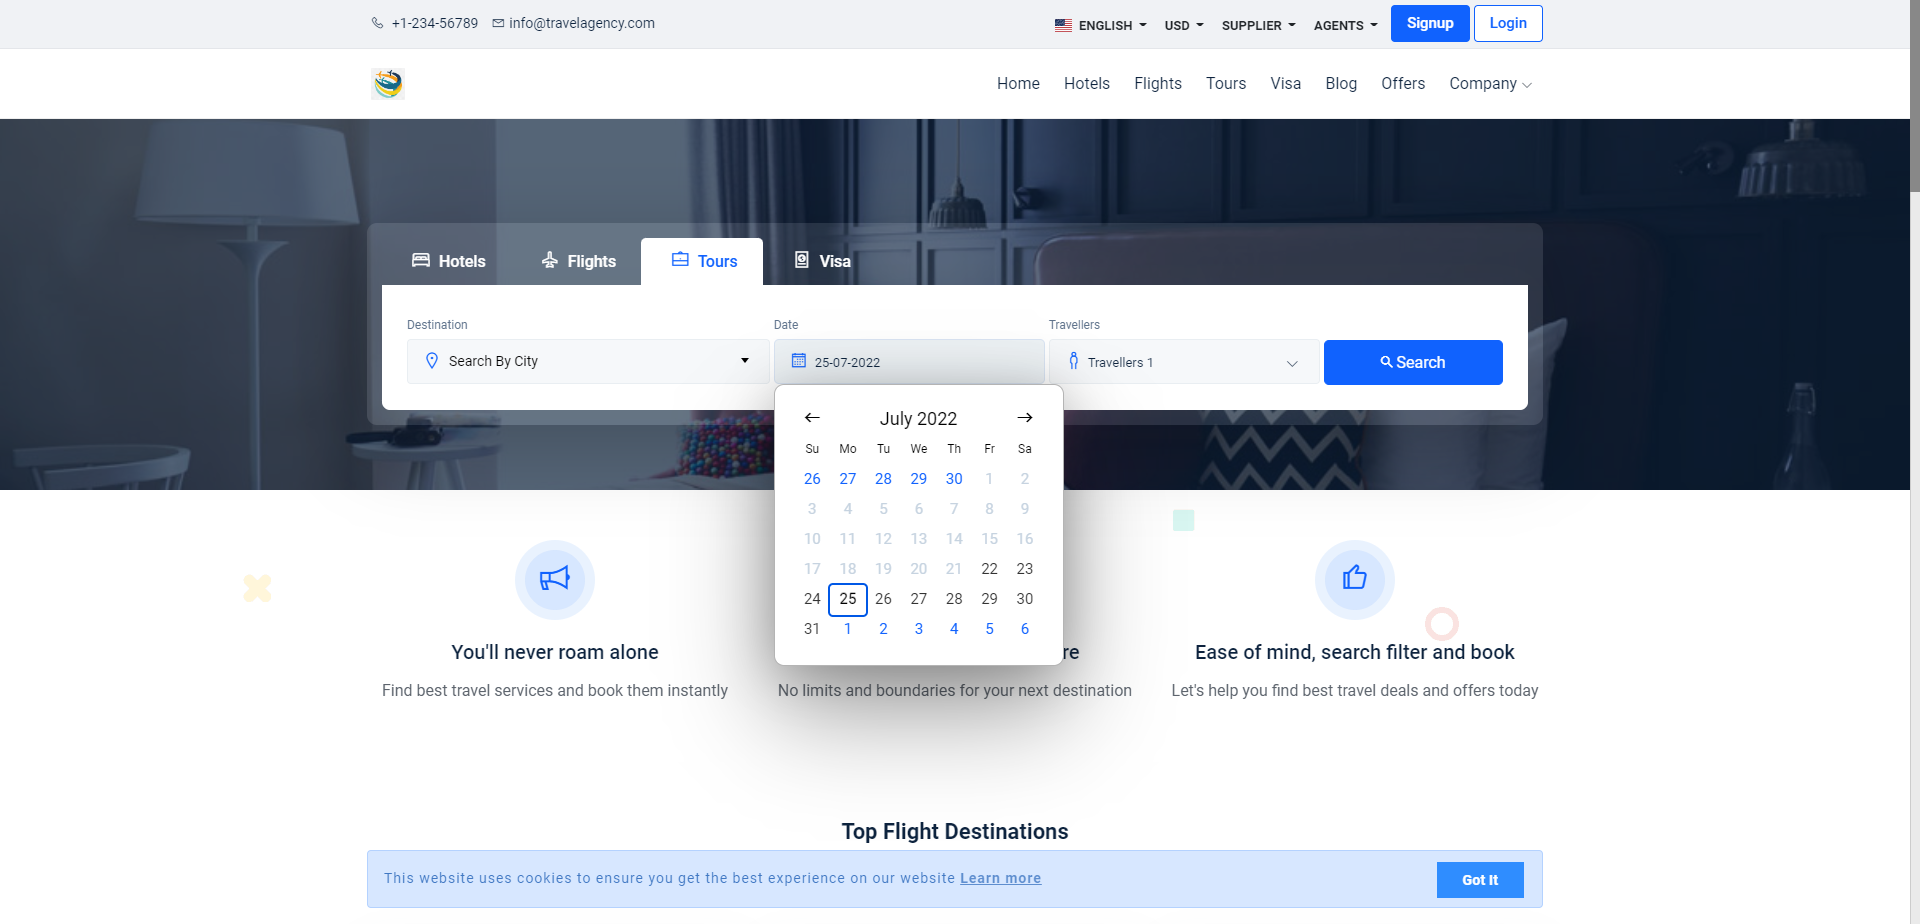 +1-234-56789 info@travelagency.com ENGLISH USD SUPPLIER AGENTS Signup Login
Home Hotels Flights Tours Visa Blog Offers Company
Hotels Flights Tours Visa
Destination Date Travellers
Search By City 25-07-2022 Travellers 1 Search
July 2022
Su Mo Tu We Th Fr Sa
26 27 28 29 30 1 2
3 4 5 6 7 8 9
10 11 12 13 14 15 16
17 18 19 20 21 22 23
24 25 26 27 28 29 30
31 1 2 3 4 5 6
You'll never roam alone re Ease of mind, search filter and book
Find best travel services and book them instantly No limits and boundaries for your next destination Let's help you find best travel deals and offers today
Top Flight Destinations
This website uses cookies to ensure you get the best experience on our website Learn more Got It